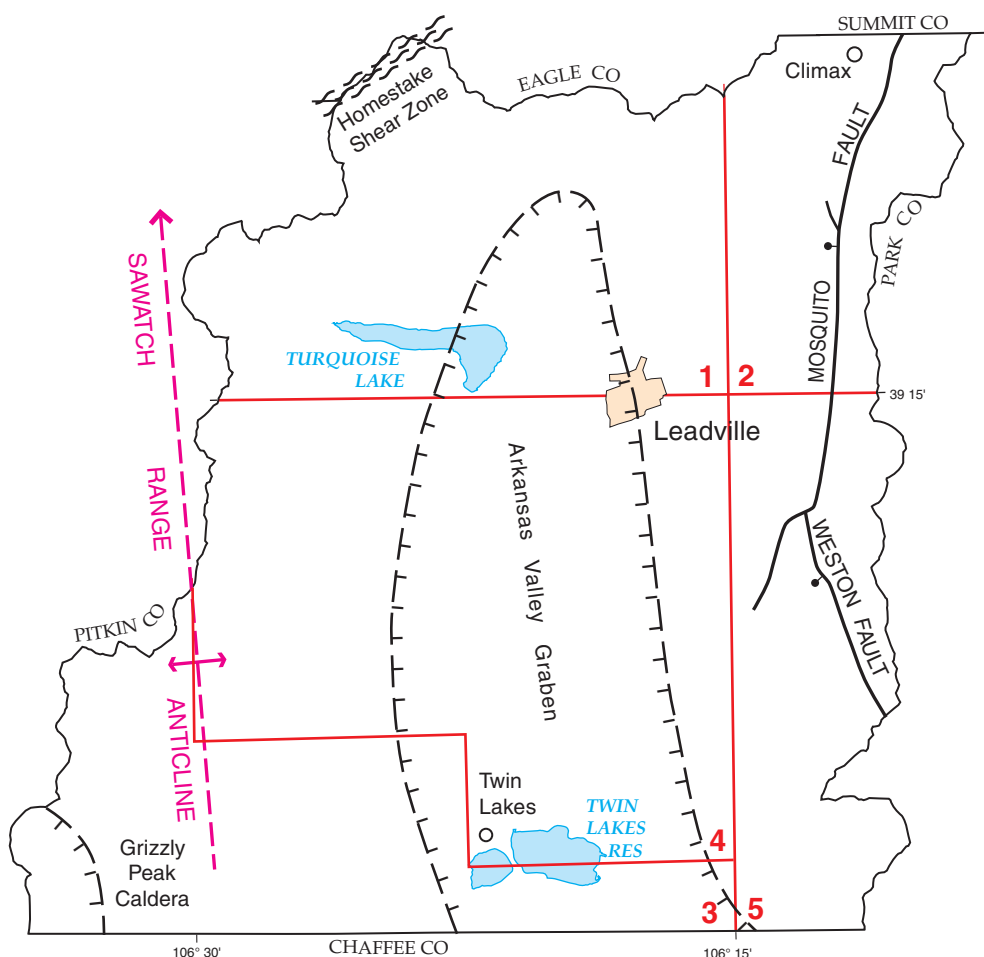 SUMMIT CO
Climax
EAGLE CO
Homestake
Shear Zone
FAULT
PARK CO
SAWATCH
MOSQUITO
TURQUOISE
LAKE
1
2
39 15'
Leadville
RANGE
Arkansas Valley Graben
WESTON FAULT
PITKIN CO
ANTICLINE
Twin
Lakes
TWIN
LAKES
RES
4
Grizzly
Peak
Caldera
3
5
CHAFFEE CO
106° 30'
106° 15'